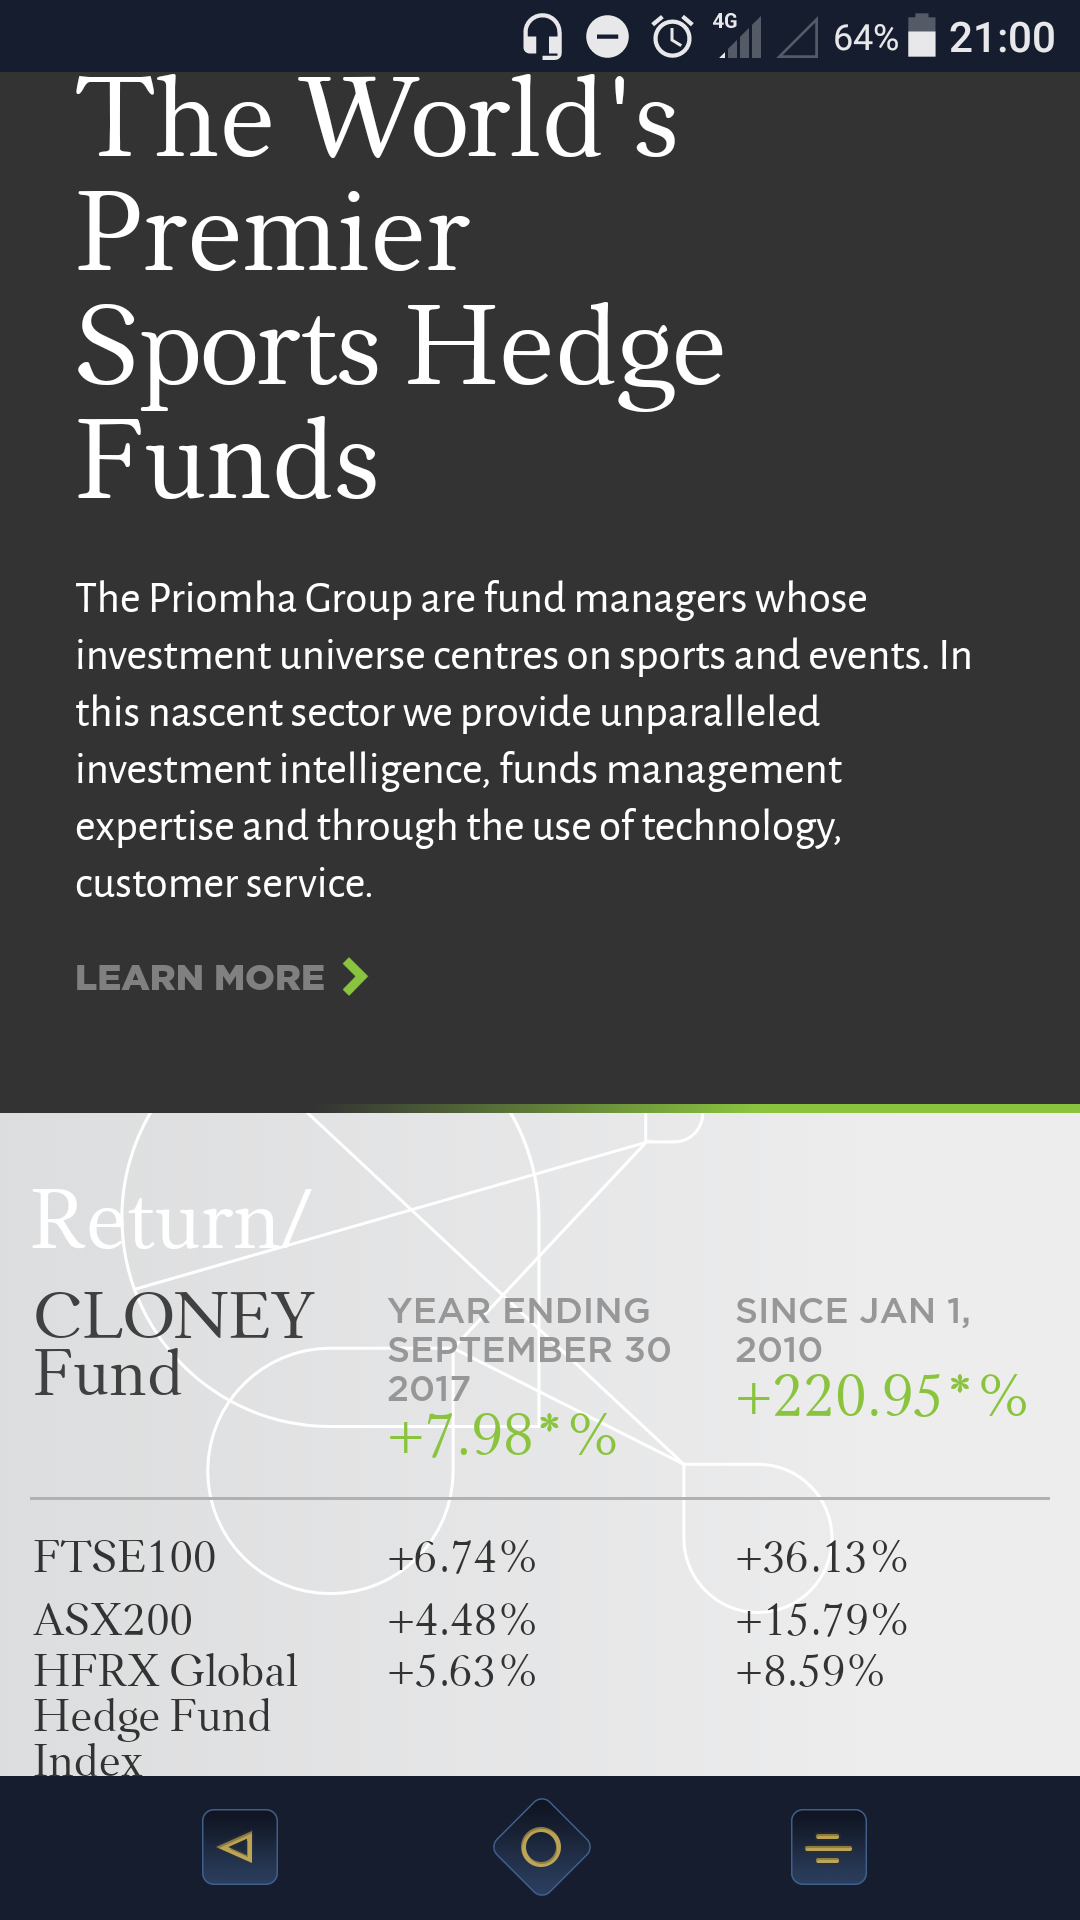 4G 64% 21:00
The World's
Premier
Sports Hedge
Funds
The Priomha Group are fund managers whose
investment universe centres on sports and events. In
this nascent sector we provide unparalleled
investment intelligence, funds management
expertise and through the use of technology,
customer service.
LEARN MORE
Return/
CLONEY
Fund
YEAR ENDING
SEPTEMBER 30
2017
+7.98*%
SINCE JAN 1,
2010
+220.95*%
FTSE100 +6.74% +36.13%
ASX200 +4.48% +15.79%
HFRX Global +5.63% +8.59%
Hedge Fund
Index